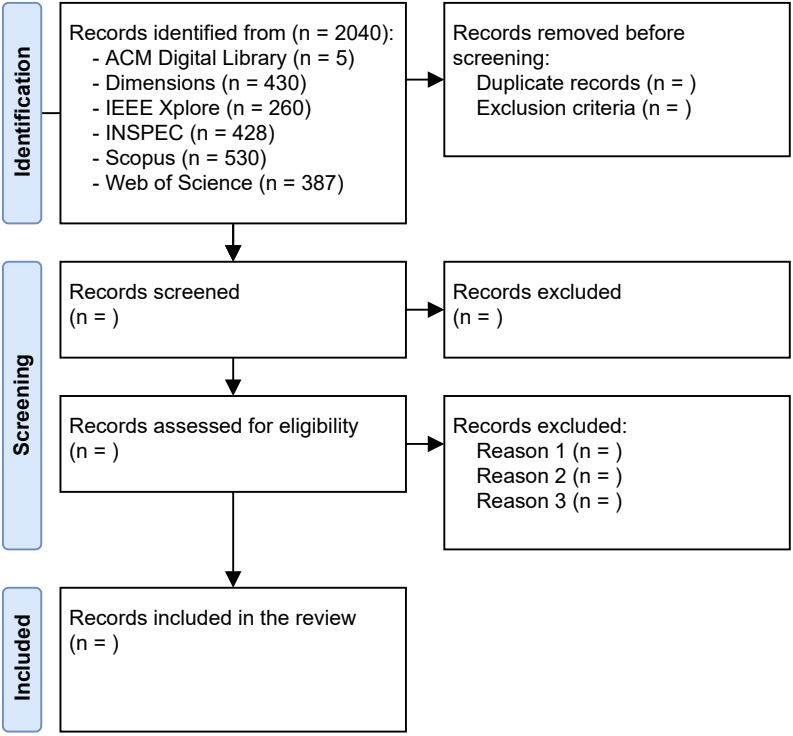 Identification
Records identified from (n = 2040):
- ACM Digital Library (n = 5)
- Dimensions (n = 430)
- IEEE Xplore (n = 260)
- INSPEC (n = 428)
- Scopus (n = 530)
- Web of Science (n = 387)
Records removed before
screening:
Duplicate records (n = )
Exclusion criteria (n = )
Screening
Records screened
(n = )
Records excluded
(n = )
Records assessed for eligibility
(n = )
Records excluded:
Reason 1 (n = )
Reason 2 (n = )
Reason 3 (n = )
Included
Records included in the review
(n = )